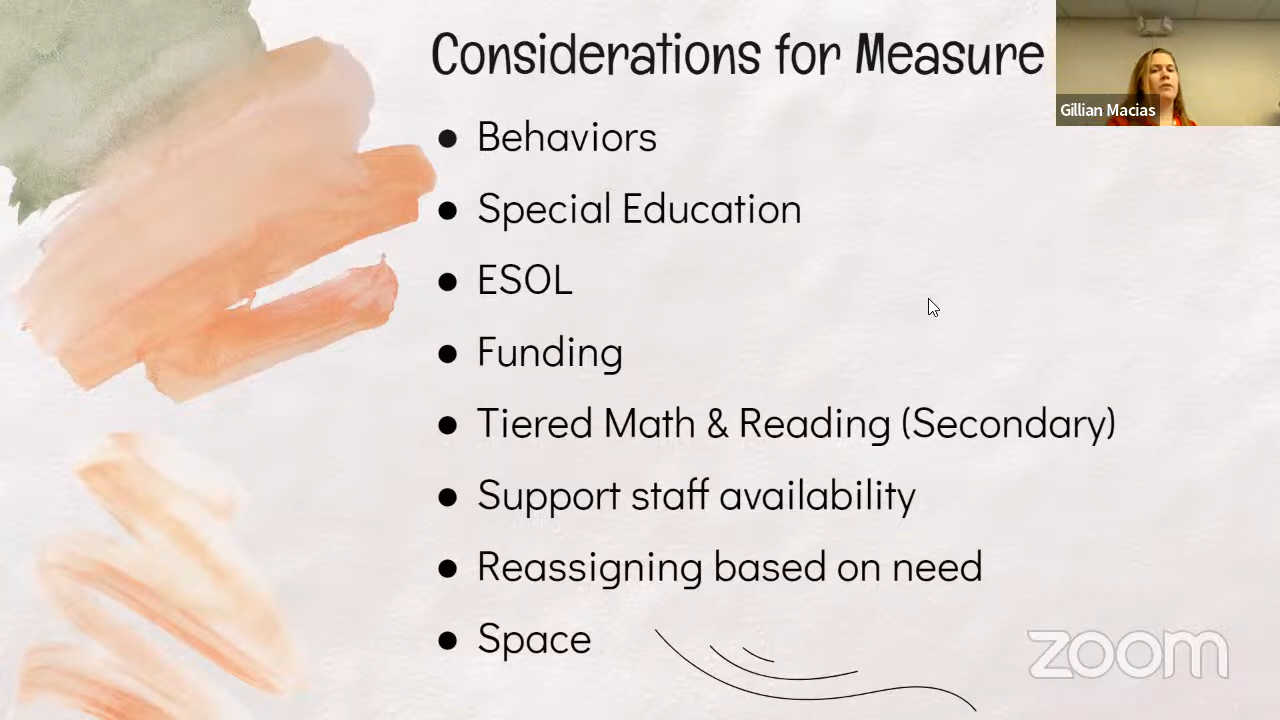 Considerations for Measure
Gillian Macias
● Behaviors
● Special Education
● ESOL
● Funding
● Tiered Math & Reading (Secondary)
● Support staff availability
● Reassigning based on need
● Space
zoom